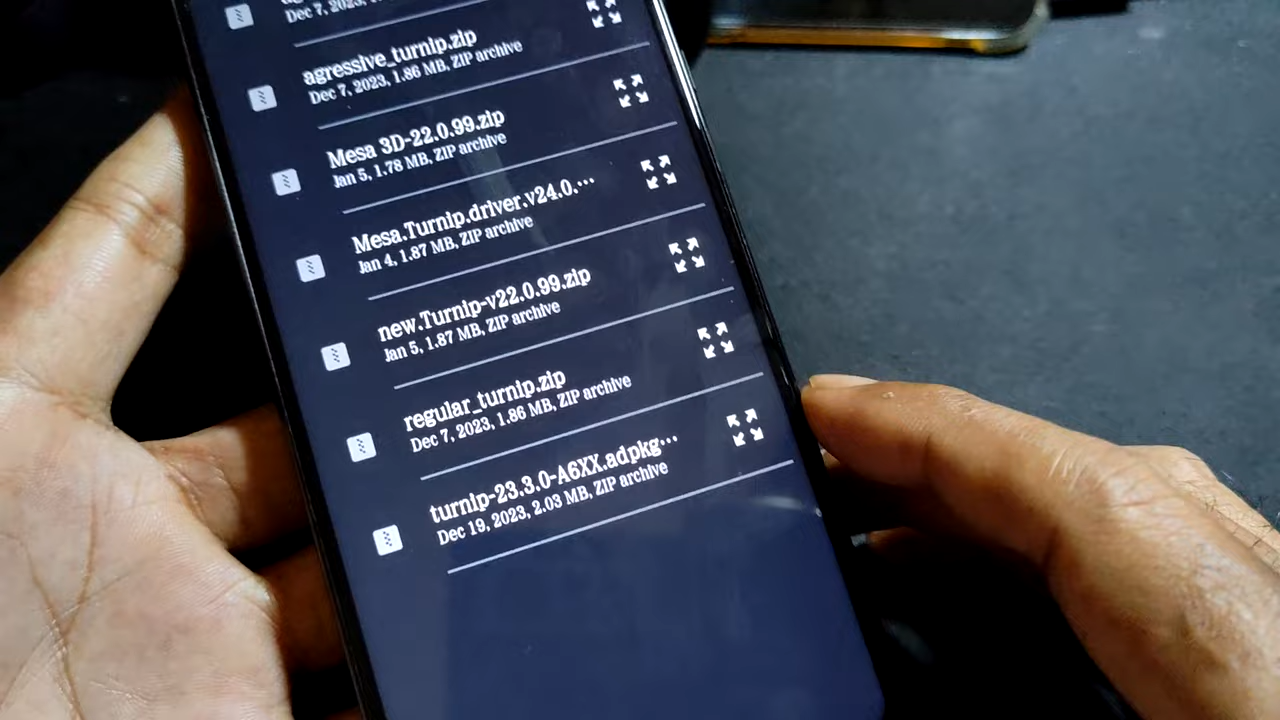 Dec 7, 2023,
agressive_turnip.zip
Dec 7, 2023, 1.86 MB, ZIP archive
Mesa 3D-22.0.99.zip
Jan 5, 1.78 MB, ZIP archive
Mesa.Turnip.driver.v24.0.…
Jan 4, 1.87 MB, ZIP archive
new.Turnip-v22.0.99.zip
Jan 5, 1.87 MB, ZIP archive
regular_turnip.zip
Dec 7, 2023, 1.86 MB, ZIP archive
turnip-23.3.0-A6XX.adpkg…
Dec 19, 2023, 2.03 MB, ZIP archive